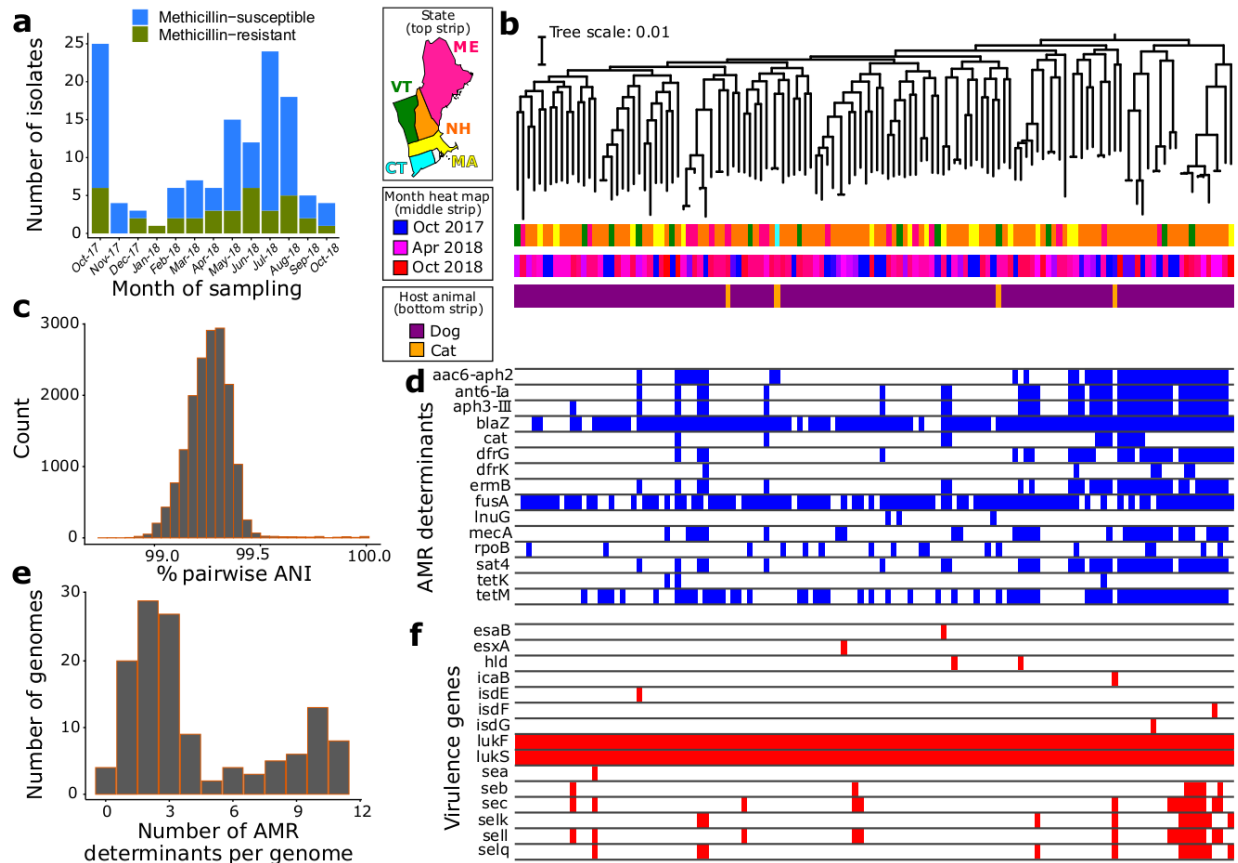 a
Methicillin-susceptible
Methicillin-resistant
Number of isolates
25
20
15
10
5
0
Oct-17
Nov-17
Dec-17
Jan-18
Feb-18
Mar-18
Apr-18
May-18
Jun-18
Jul-18
Aug-18
Sep-18
Oct-18
Month of sampling
State
(top strip)
ME
VT
NH
MA
CT
Month heat map
(middle strip)
Oct 2017
Apr 2018
Oct 2018
Host animal
(bottom strip)
Dog
Cat
b
Tree scale: 0.01
c
Count
3000
2000
1000
0
99.0
99.5
100.0
% pairwise ANI
d
AMR determinants
aac6-aph2
ant6-Ia
aph3-III
blaZ
cat
dfrG
dfrK
ermB
fusA
lnuG
mecA
rpoB
sat4
tetK
tetM
e
Number of genomes
30
20
10
0
0
3
6
9
12
Number of AMR
determinants per genome
f
Virulence genes
esaB
esxA
hld
icaB
isdE
isdF
isdG
lukF
lukS
sea
seb
sec
selk
sell
selq